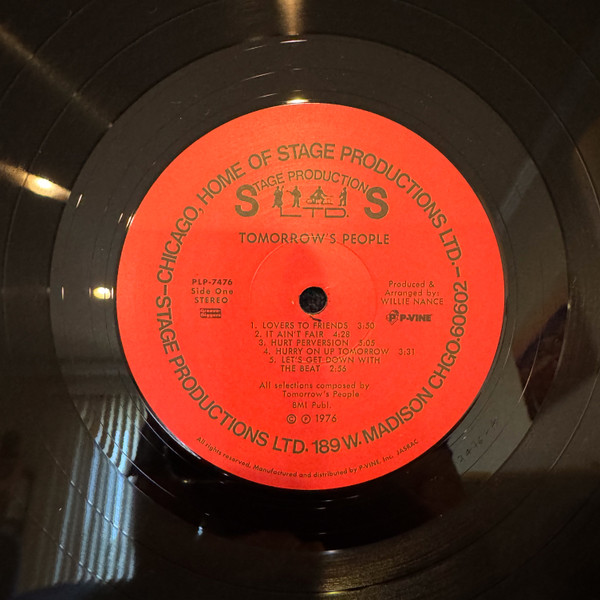 —STAGE PRODUCTIONS LTD. 189 W. MADISON CHGO. 60602—
—CHICAGO, HOME OF STAGE PRODUCTIONS LTD.—
STAGE PRODUCTIONS
LTD.
TOMORROW'S PEOPLE
PLP-7476
Side One
STEREO
Produced &
Arranged by:
WILLIE NANCE
P-VINE
1. LOVERS TO FRIENDS 3:50
2. IT AIN'T FAIR 4:28
3. HURT PERVERSION 5:05
4. HURRY ON UP TOMORROW 3:31
5. LET'S GET DOWN WITH
THE BEAT 2:56
All selections composed by
Tomorrow's People
BMI Publ.
© ℗ 1976
All rights reserved. Manufactured and distributed by P-VINE, Inc. JASRAC